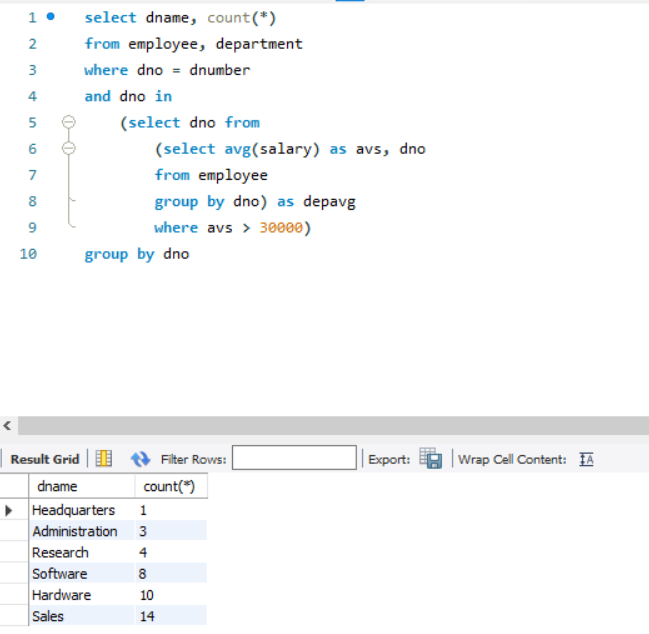 1 select dname, count(*)
2 from employee, department
3 where dno = dnumber
4 and dno in
5 (select dno from
6 (select avg(salary) as avs, dno
7 from employee
8 group by dno) as depavg
9 where avs > 30000)
10 group by dno
Result Grid Filter Rows: Export: Wrap Cell Content: IA
dname count(*)
Headquarters 1
Administration 3
Research 4
Software 8
Hardware 10
Sales 14